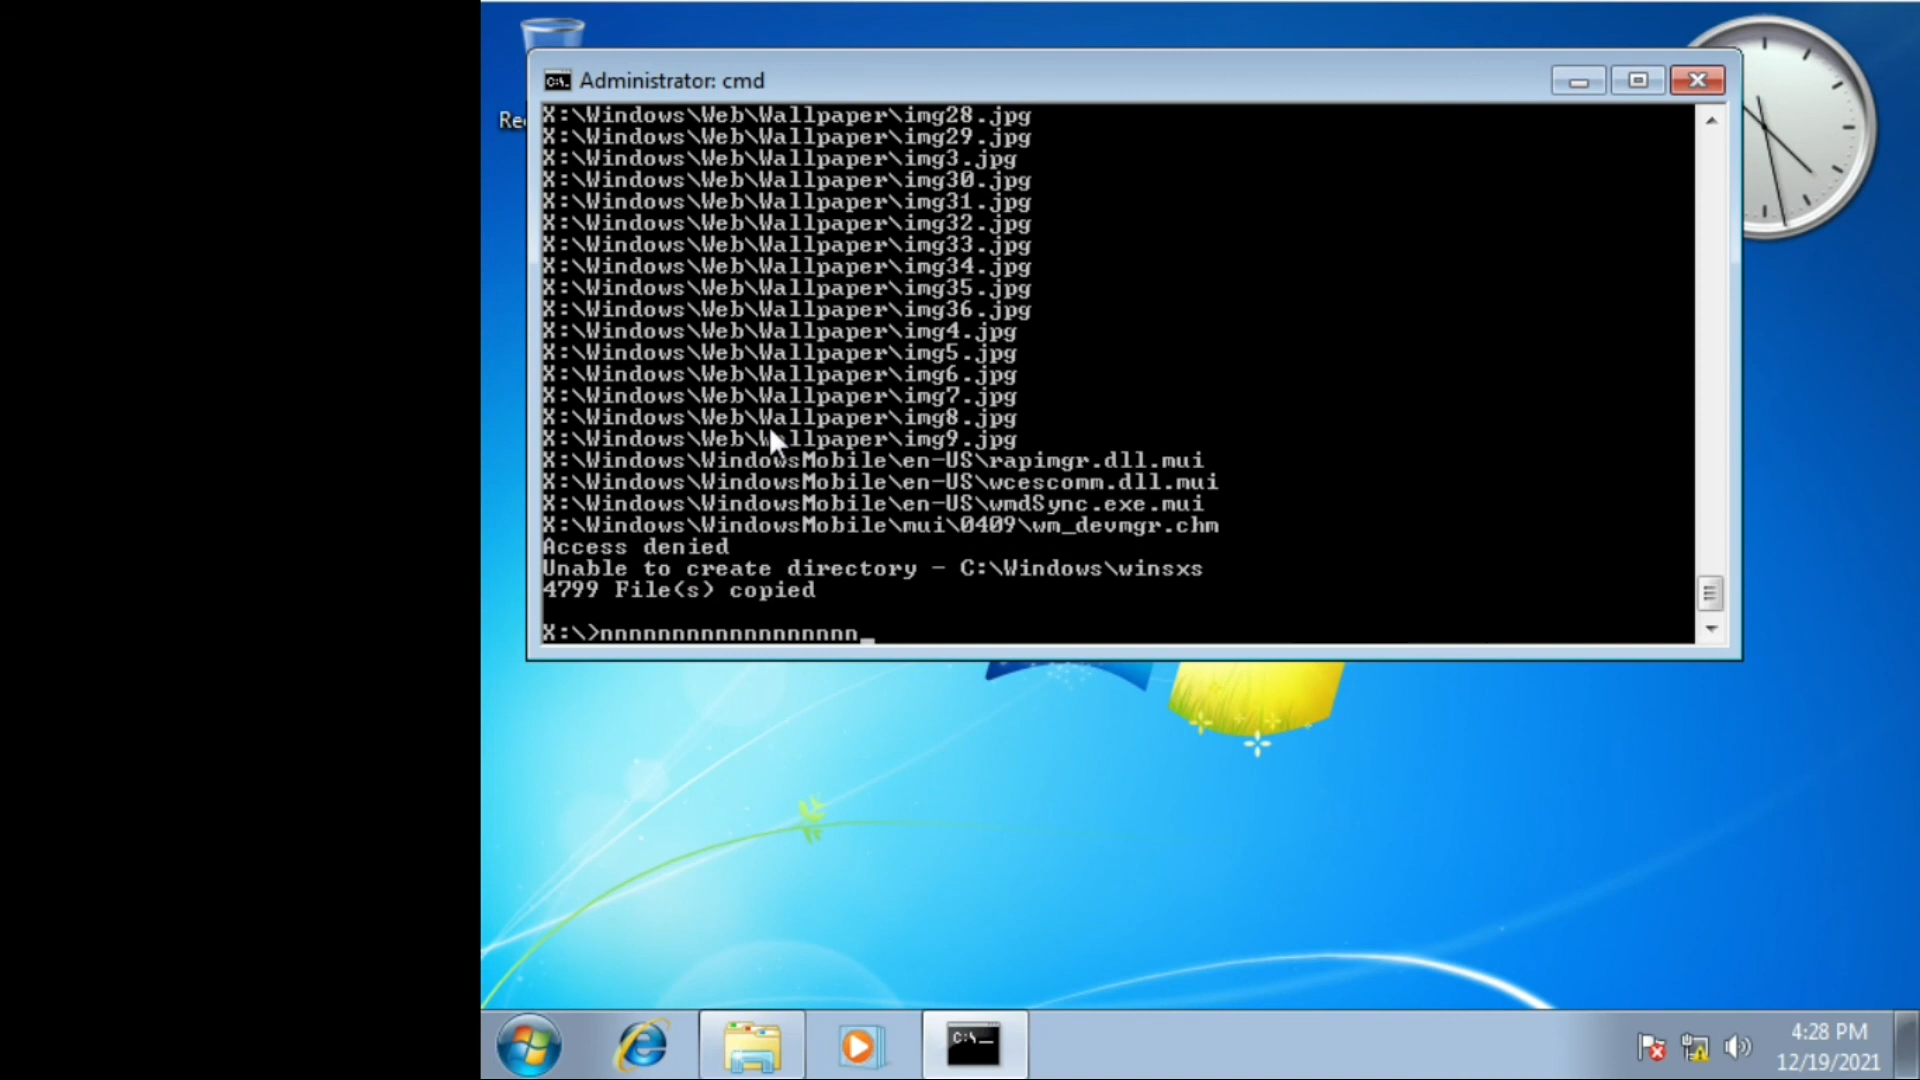 Administrator: cmd
Re
X:\Windows\Web\Wallpaper\img28.jpg
X:\Windows\Web\Wallpaper\img29.jpg
X:\Windows\Web\Wallpaper\img3.jpg
X:\Windows\Web\Wallpaper\img30.jpg
X:\Windows\Web\Wallpaper\img31.jpg
X:\Windows\Web\Wallpaper\img32.jpg
X:\Windows\Web\Wallpaper\img33.jpg
X:\Windows\Web\Wallpaper\img34.jpg
X:\Windows\Web\Wallpaper\img35.jpg
X:\Windows\Web\Wallpaper\img36.jpg
X:\Windows\Web\Wallpaper\img4.jpg
X:\Windows\Web\Wallpaper\img5.jpg
X:\Windows\Web\Wallpaper\img6.jpg
X:\Windows\Web\Wallpaper\img7.jpg
X:\Windows\Web\Wallpaper\img8.jpg
X:\Windows\Web\Wallpaper\img9.jpg
X:\Windows\WindowsMobile\en-US\rapimgr.dll.mui
X:\Windows\WindowsMobile\en-US\wcescomm.dll.mui
X:\Windows\WindowsMobile\en-US\wmdSync.exe.mui
X:\Windows\WindowsMobile\mui\0409\wm_devmgr.chm
Access denied
Unable to create directory - C:\Windows\winsxs
4799 File(s) copied
X:\>nnnnnnnnnnnnnnnnnn_
C:\_
4:28 PM
12/19/2021